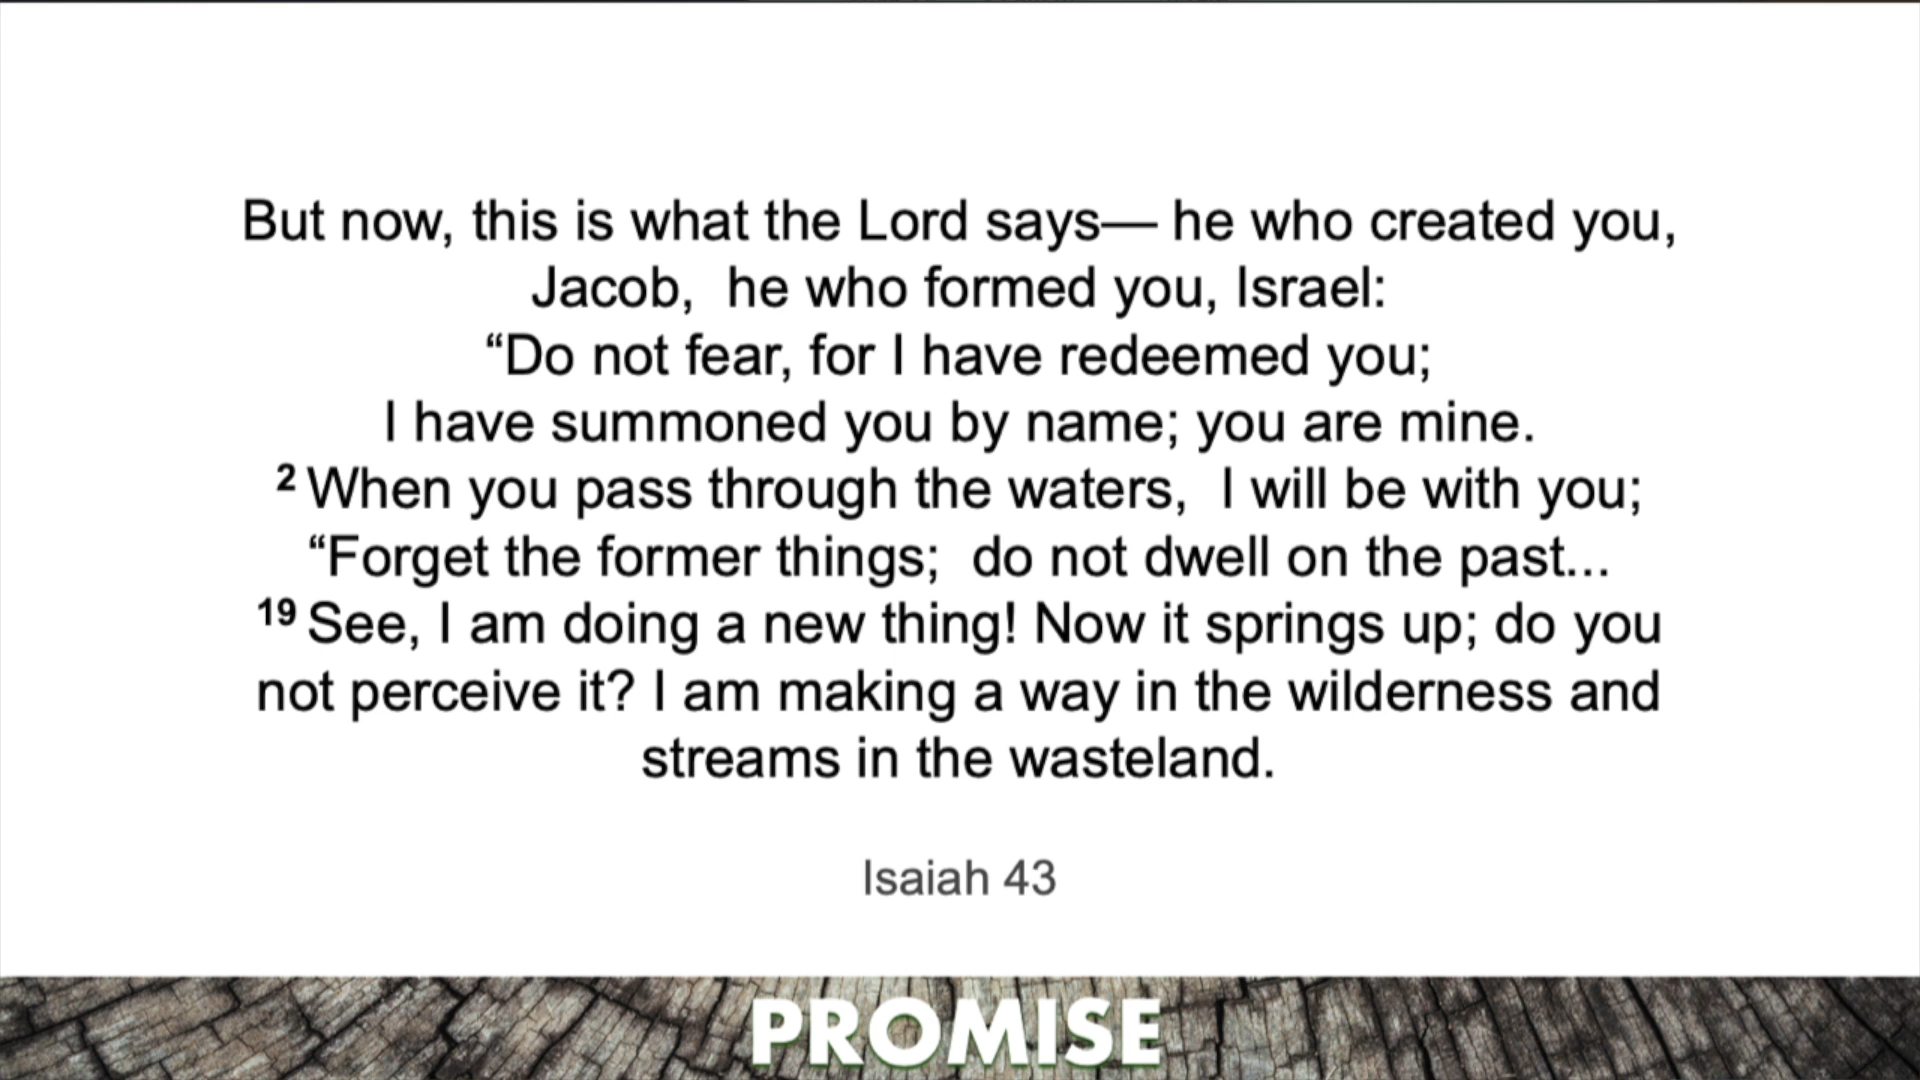 But now, this is what the Lord says— he who created you,
Jacob,  he who formed you, Israel:
“Do not fear, for I have redeemed you;
I have summoned you by name; you are mine.
2 When you pass through the waters,  I will be with you;
“Forget the former things;  do not dwell on the past...
19 See, I am doing a new thing! Now it springs up; do you
not perceive it? I am making a way in the wilderness and
streams in the wasteland.
Isaiah 43
PROMISE